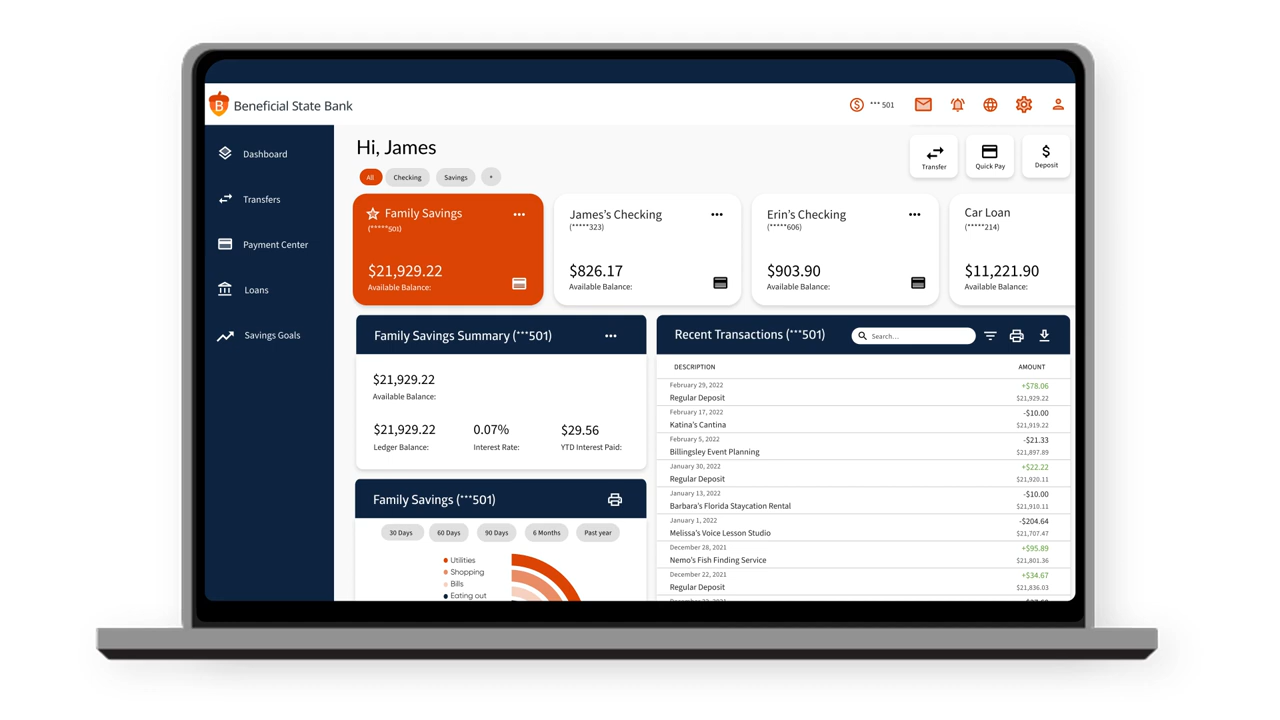 B Beneficial State Bank
*** 501
Dashboard
Transfers
Payment Center
Loans
Savings Goals
Hi, James
All Checking Savings +
Transfer
Quick Pay
$
Deposit
Family Savings
(*****501)
$21,929.22
Available Balance:
James's Checking
(*****323)
$826.17
Available Balance:
Erin's Checking
(*****606)
$903.90
Available Balance:
Car Loan
(*****214)
$11,221.90
Available Balance:
Family Savings Summary (***501)
$21,929.22
Available Balance:
$21,929.22 0.07% $29.56
Ledger Balance: Interest Rate: YTD Interest Paid:
Family Savings (***501)
30 Days 60 Days 90 Days 6 Months Past year
Utilities
Shopping
Bills
Eating out
Recent Transactions (***501) Search...
DESCRIPTION AMOUNT
February 29, 2022 +$78.06
Regular Deposit $21,929.22
February 17, 2022 -$10.00
Katina's Cantina $21,919.22
February 5, 2022 -$21.33
Billingsley Event Planning $21,897.89
January 30, 2022 +$22.22
Regular Deposit $21,920.11
January 13, 2022 -$10.00
Barbara's Florida Staycation Rental $21,910.11
January 1, 2022 -$204.64
Melissa's Voice Lesson Studio $21,707.47
December 28, 2021 +$95.89
Nemo's Fish Finding Service $21,801.36
December 22, 2021 +$34.67
Regular Deposit $21,836.03